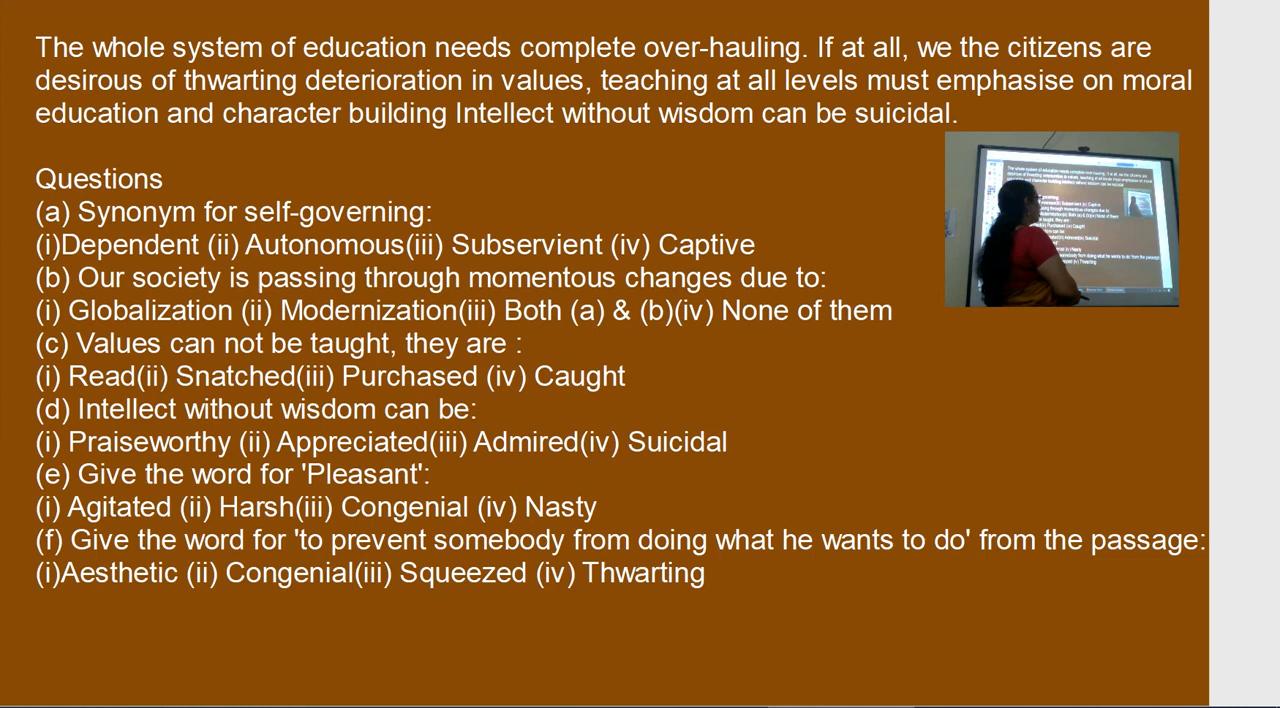 The whole system of education needs complete over-hauling. If at all, we the citizens are
desirous of thwarting deterioration in values, teaching at all levels must emphasise on moral
education and character building Intellect without wisdom can be suicidal.
Questions
(a) Synonym for self-governing:
(i)Dependent (ii) Autonomous(iii) Subservient (iv) Captive
(b) Our society is passing through momentous changes due to:
(i) Globalization (ii) Modernization(iii) Both (a) & (b)(iv) None of them
(c) Values can not be taught, they are :
(i) Read(ii) Snatched(iii) Purchased (iv) Caught
(d) Intellect without wisdom can be:
(i) Praiseworthy (ii) Appreciated(iii) Admired(iv) Suicidal
(e) Give the word for 'Pleasant':
(i) Agitated (ii) Harsh(iii) Congenial (iv) Nasty
(f) Give the word for 'to prevent somebody from doing what he wants to do' from the passage:
(i)Aesthetic (ii) Congenial(iii) Squeezed (iv) Thwarting